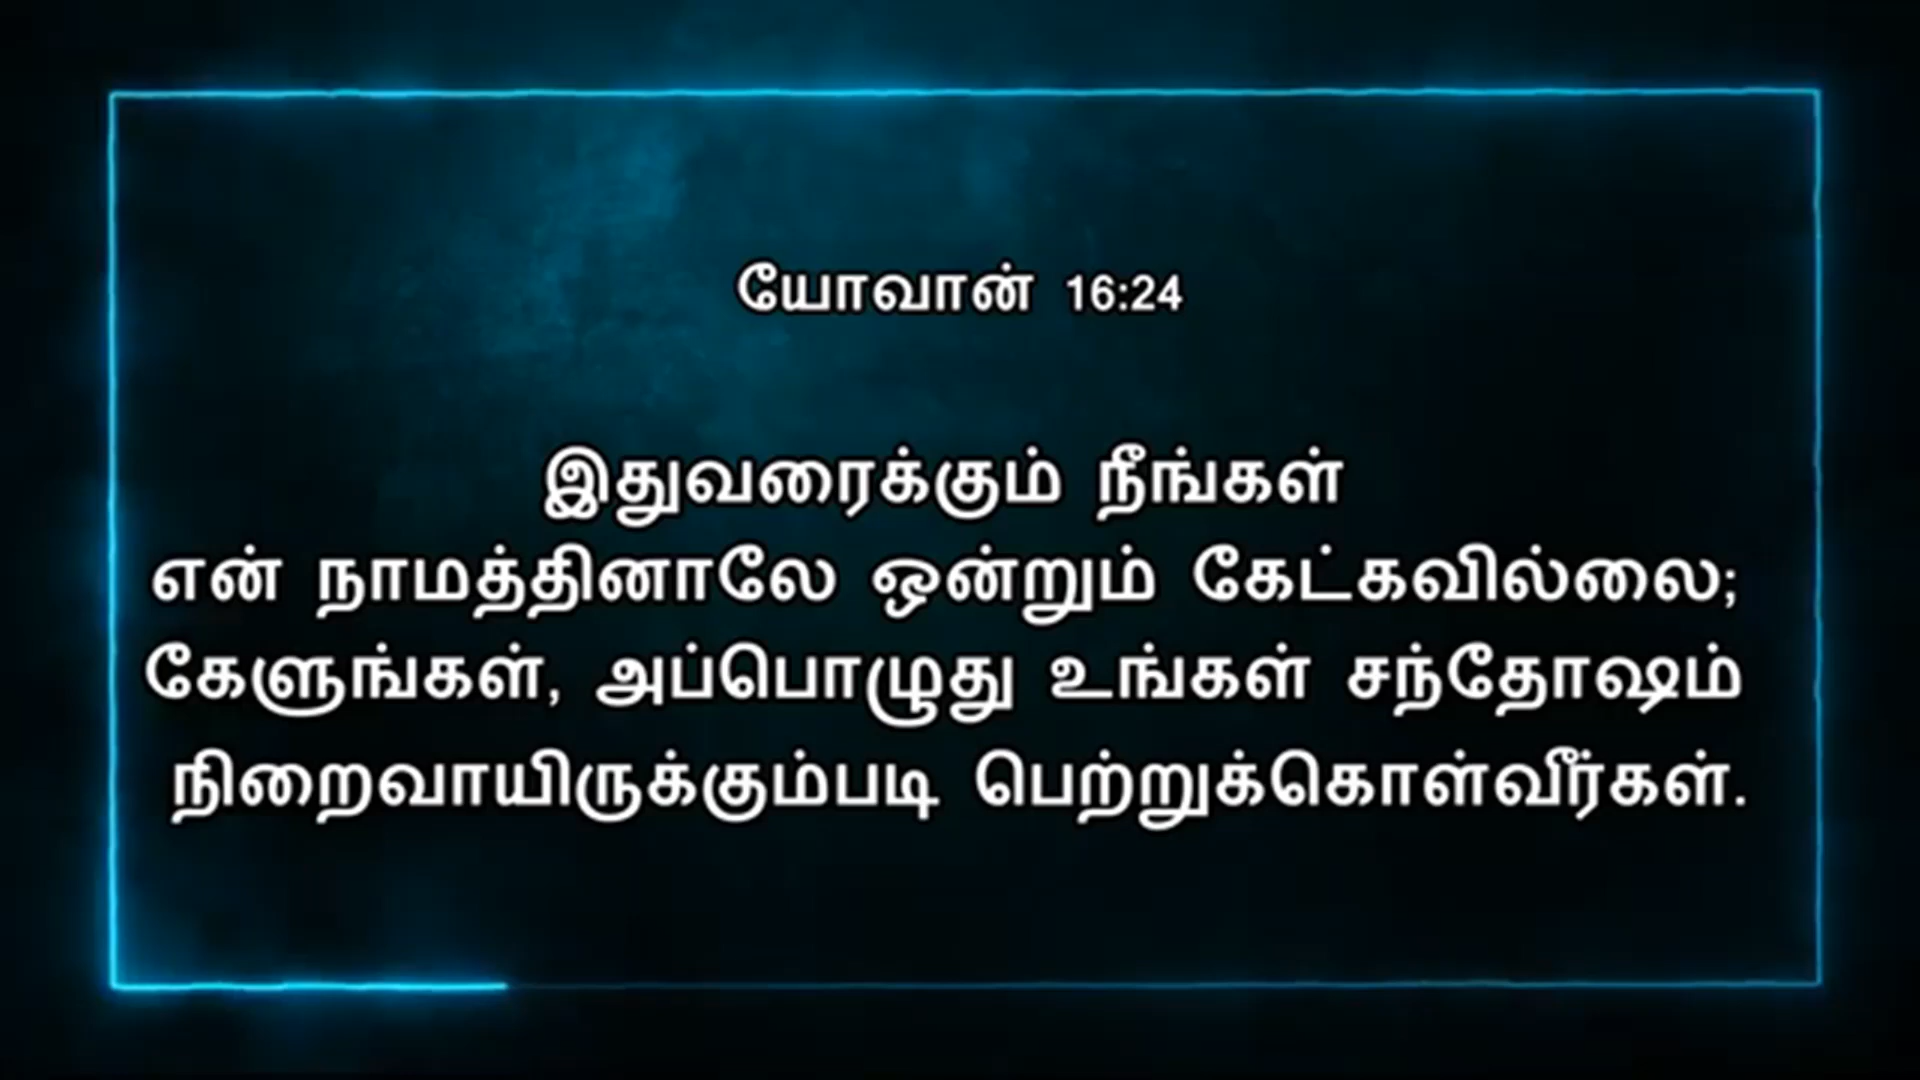 யோவான் 16:24
இதுவரைக்கும் நீங்கள்
என் நாமத்தினாலே ஒன்றும் கேட்கவில்லை;
கேளுங்கள், அப்பொழுது உங்கள் சந்தோஷம்
நிறைவாயிருக்கும்படி பெற்றுக்கொள்வீர்கள்.